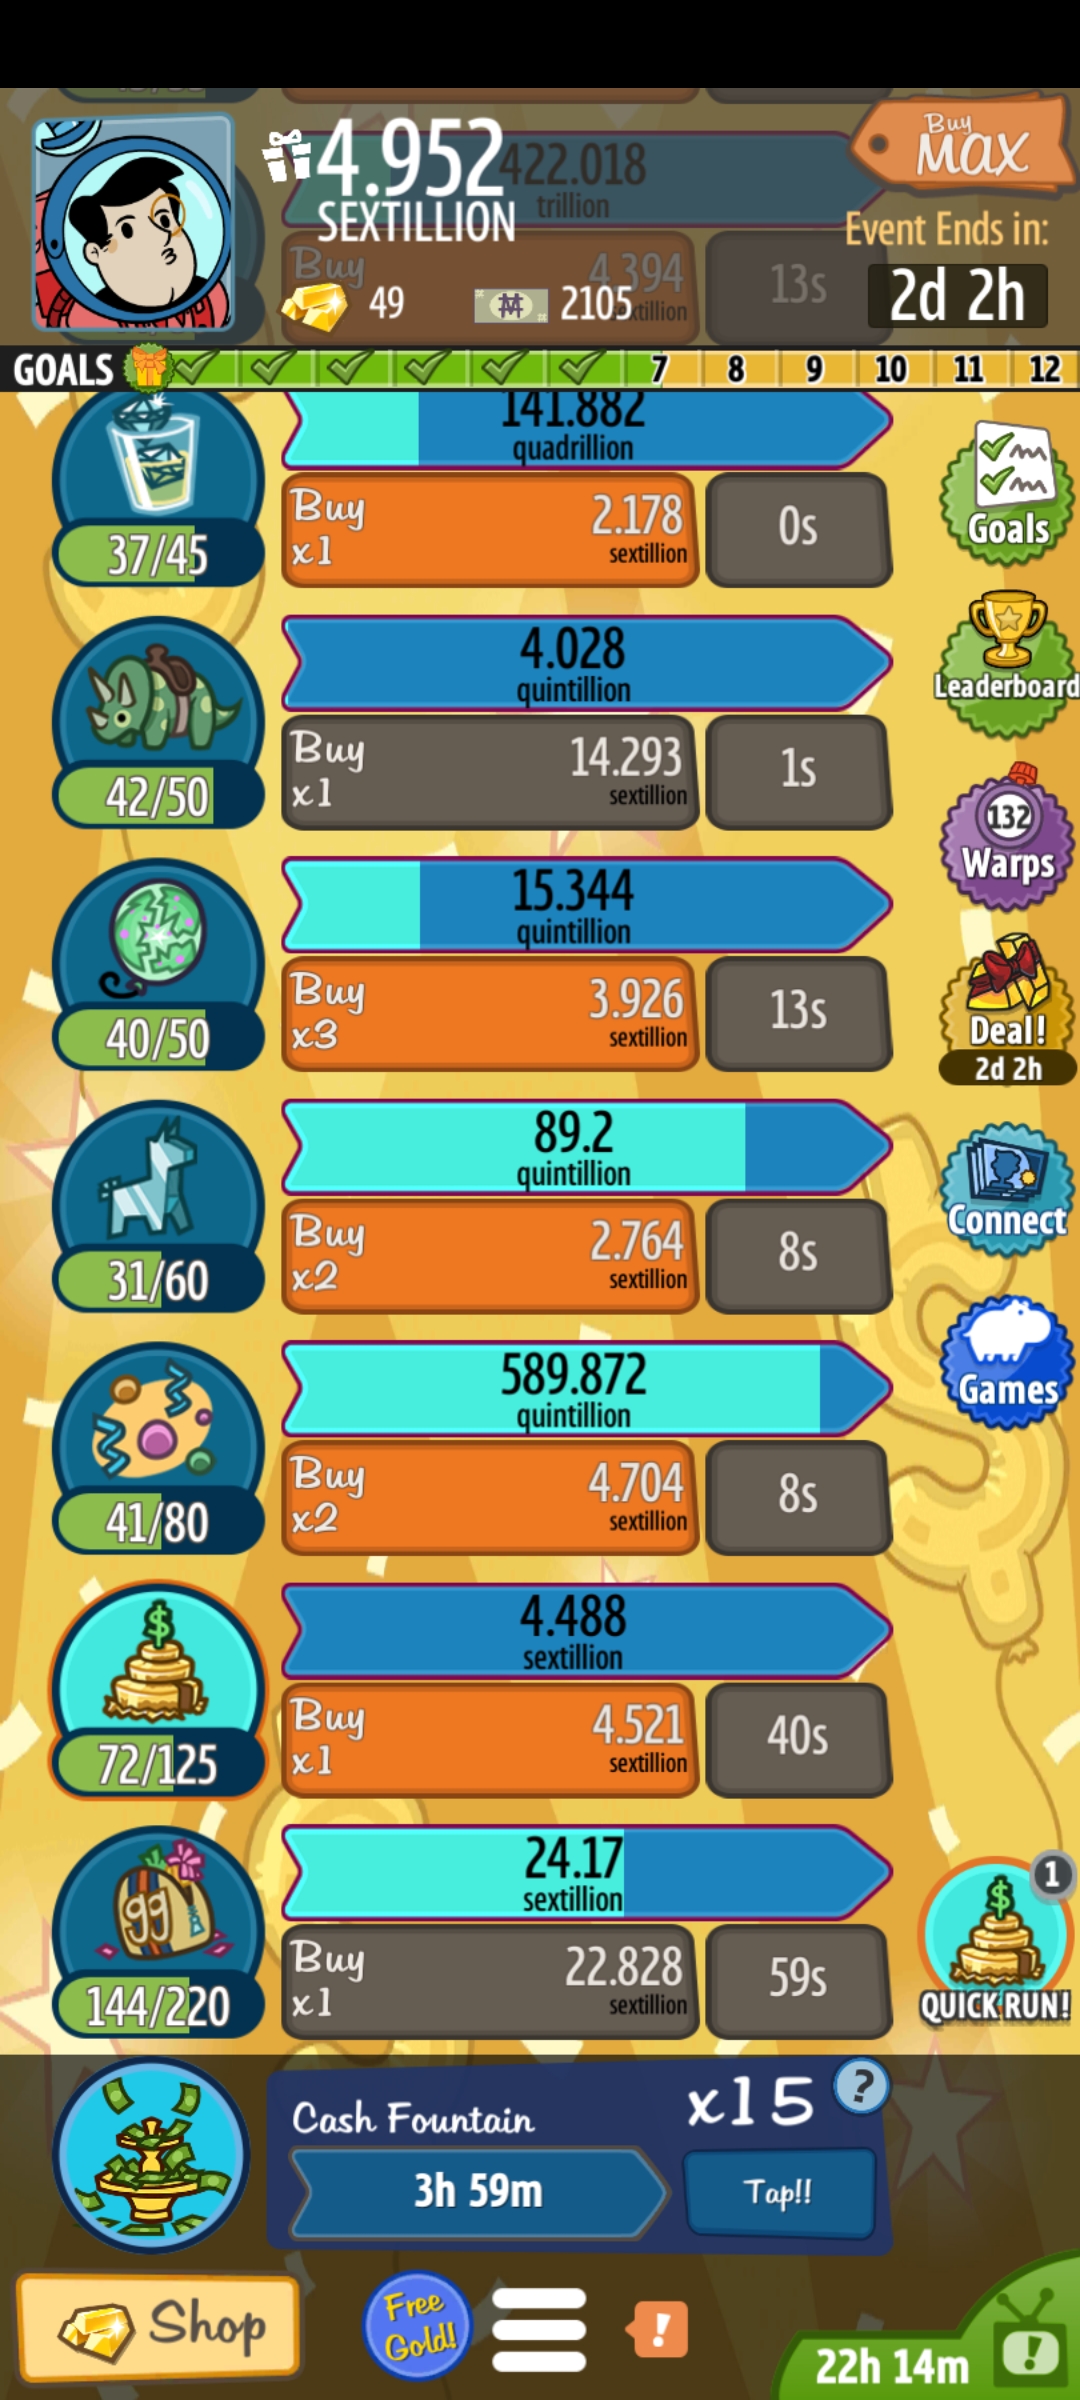 4.952
SEXTILLION
422.018
trillion
Buy
MAX
Event Ends in:
2d 2h
Buy
4.394
13s
49
2105
GOALS
7
8
9
10
11
12
141.882
quadrillion
37/45
Buy
x1
2.178
sextillion
0s
Goals
4.028
quintillion
42/50
Buy
x1
14.293
sextillion
1s
Leaderboard
132
Warps
15.344
quintillion
40/50
Buy
x3
3.926
sextillion
13s
Deal!
2d 2h
89.2
quintillion
31/60
Buy
x2
2.764
sextillion
8s
Connect
589.872
quintillion
41/80
Buy
x2
4.704
sextillion
8s
Games
4.488
sextillion
72/125
Buy
x1
4.521
sextillion
40s
24.17
sextillion
gg
144/220
Buy
x1
22.828
sextillion
59s
1
QUICK RUN!
Cash Fountain
x15
?
3h 59m
Tap!!
Shop
Free
Gold!
!
22h 14m
!